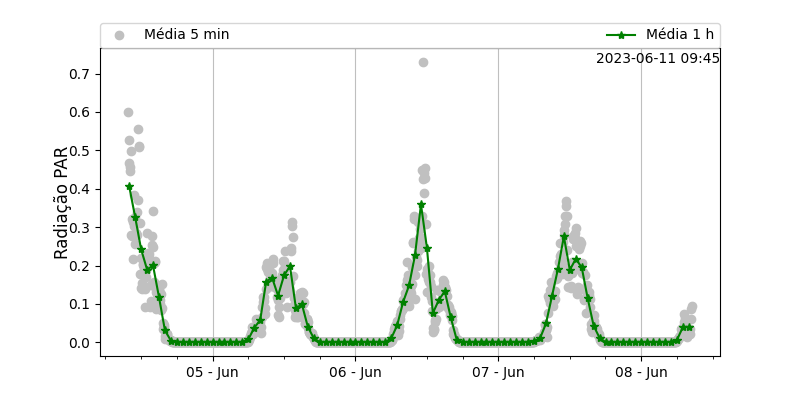 Média 5 min
Média 1 h
2023-06-11 09:45
Radiação PAR
0.7
0.6
0.5
0.4
0.3
0.2
0.1
0.0
05 - Jun
06 - Jun
07 - Jun
08 - Jun